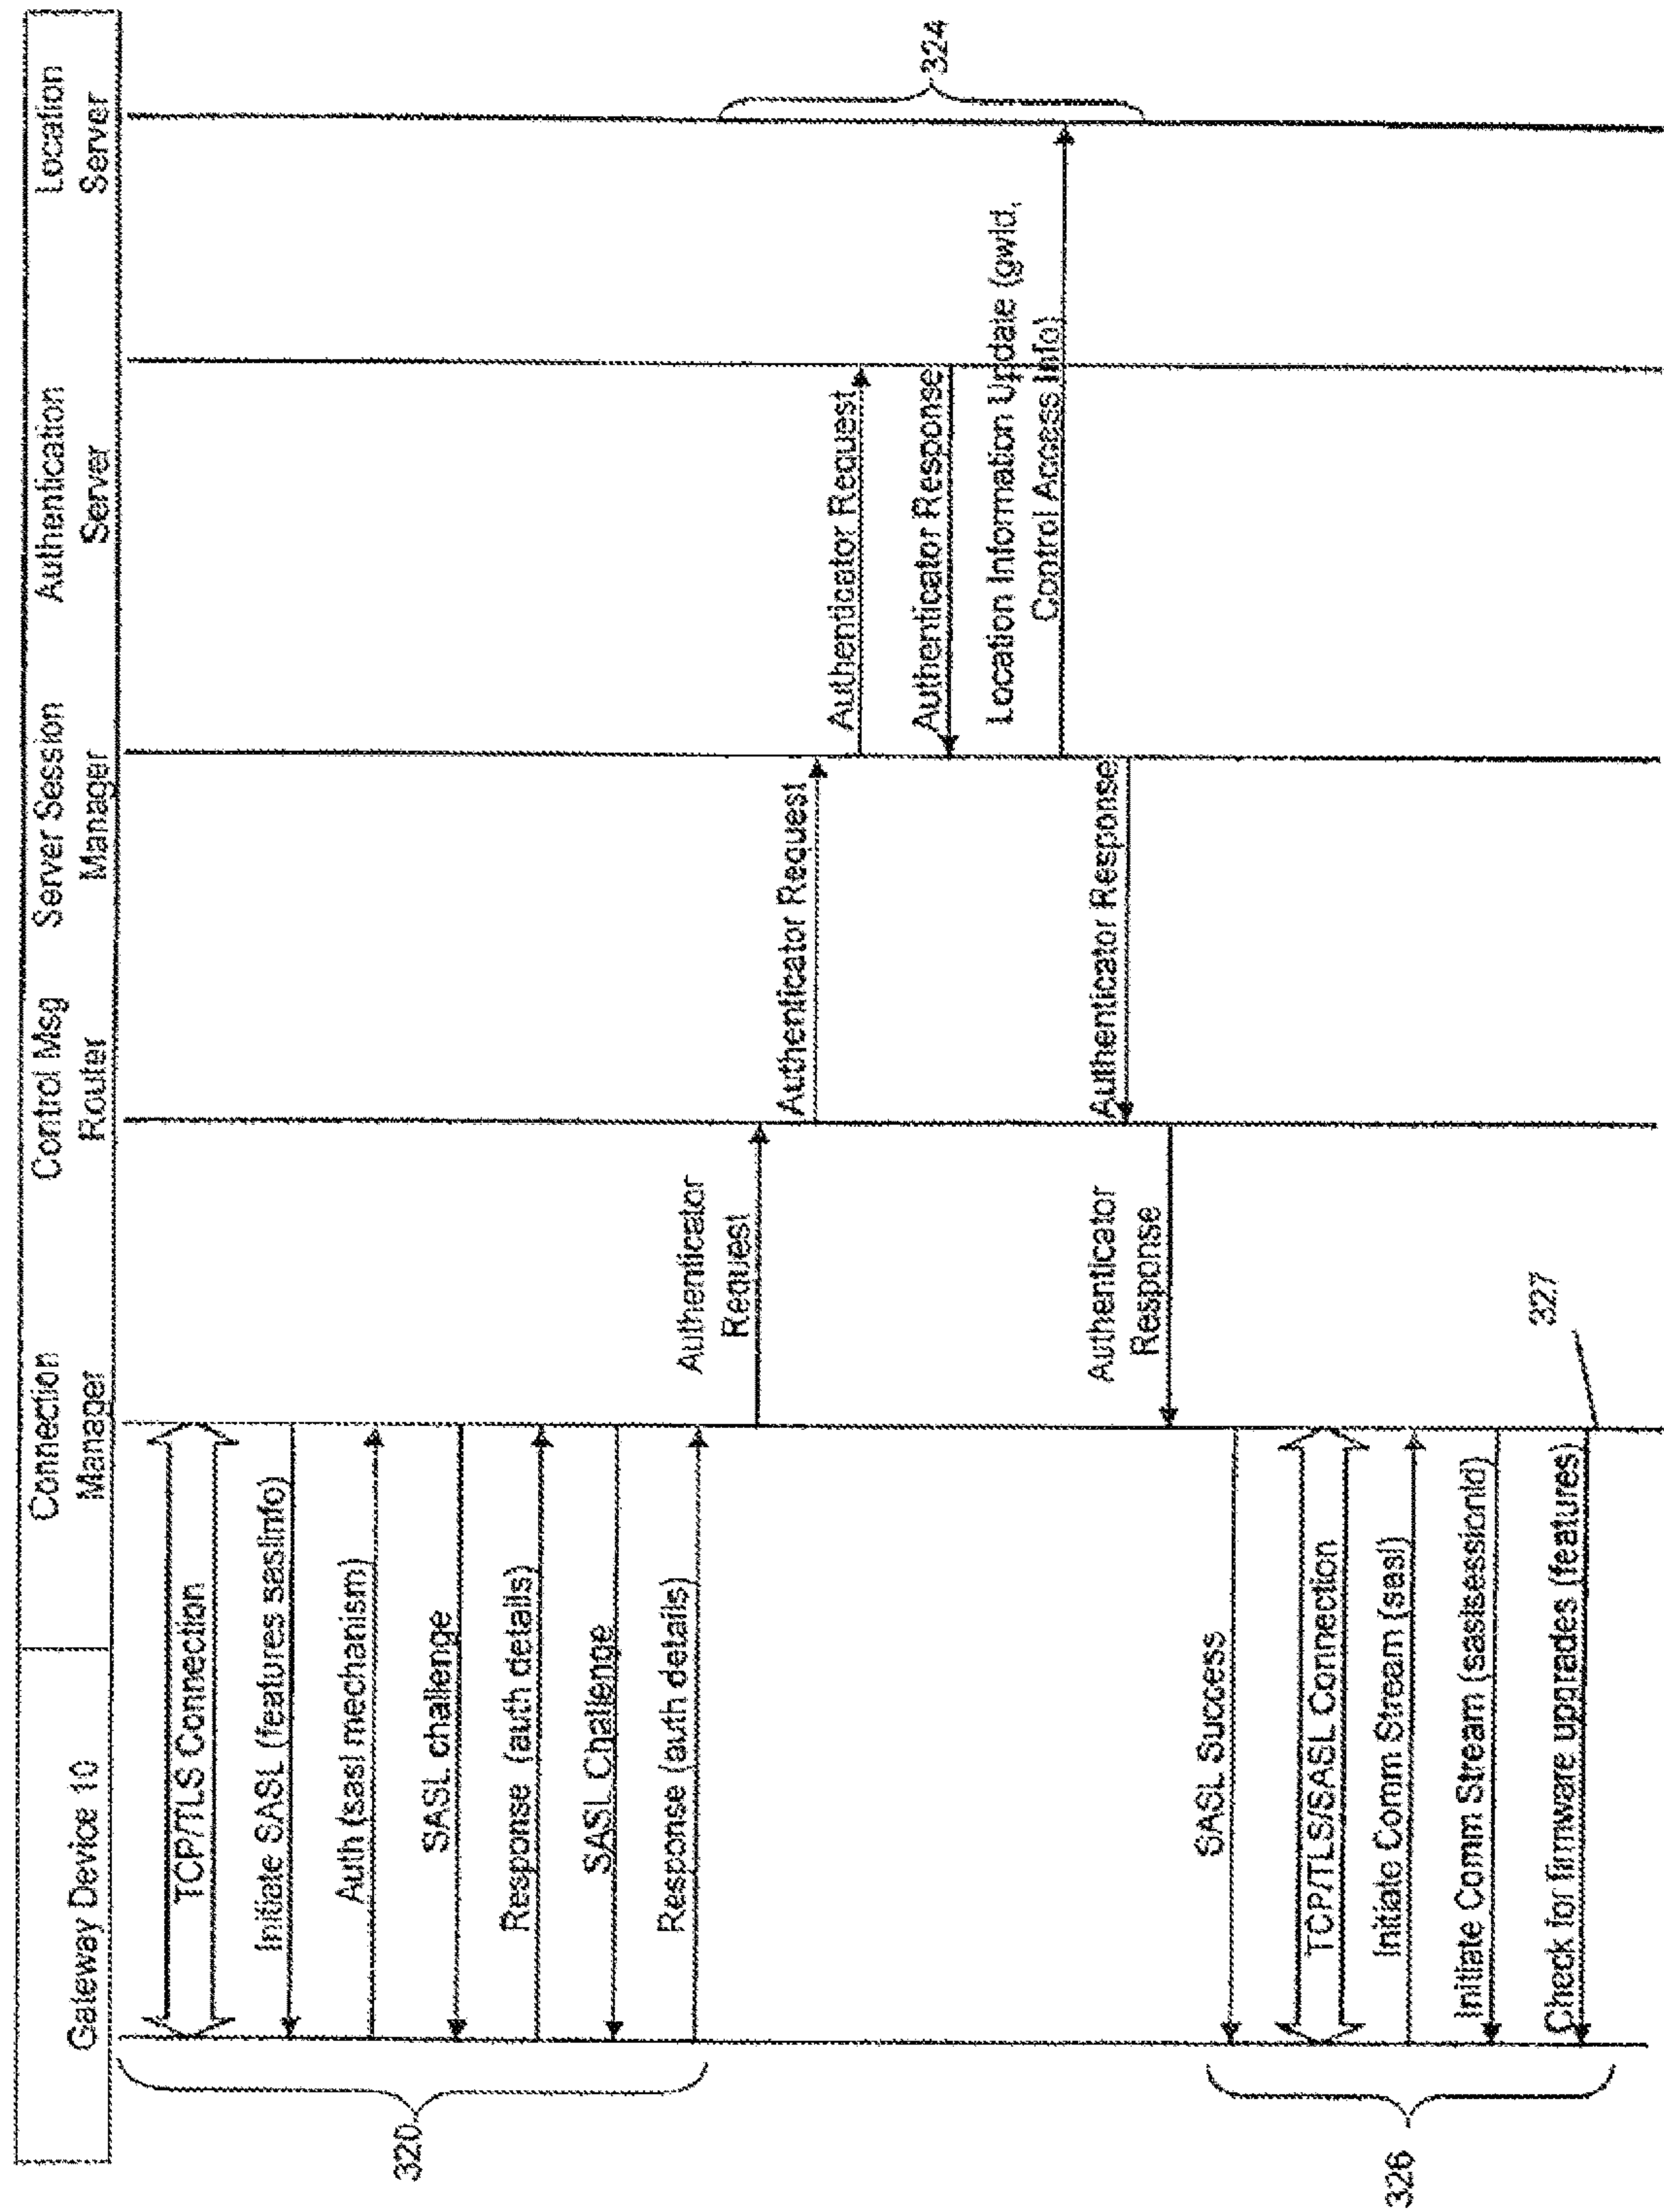 Gateway Device 10
Connection
Manager
Control Msg
Router
Server Session
Manager
Authentication
Server
Location
Server
TCP/TLS Connection
Initiate SASL (features saslinfo)
Auth (sasl mechanism)
SASL challenge
Response (auth details)
SASL Challenge
Response (auth details)
320
Authenticator
Request
Authenticator Request
Authenticator Request
Authenticator Response
Location Information Update (gwId,
Control Access Info)
324
Authenticator Response
Authenticator
Response
SASL Success
TCP/TLS/SASL Connection
Initiate Comm Stream (sasl)
Initiate Comm Stream (saslsessionId)
Check for firmware upgrades (features)
326
327